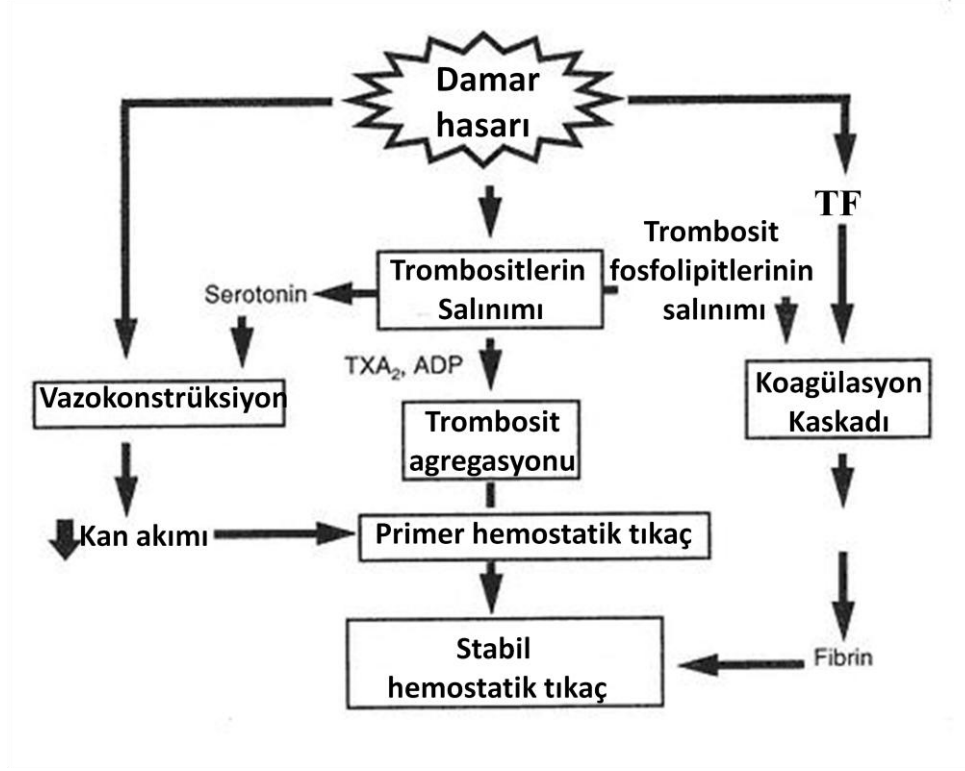 Damar
hasarı
TF
Trombosit
fosfolipitlerinin
salınımı
Trombositlerin
Salınımı
Serotonin
TXA₂, ADP
Vazokonstrüksiyon
Koagülasyon
Kaskadı
Trombosit
agregasyonu
Kan akımı
Primer hemostatik tıkaç
Stabil
hemostatik tıkaç
Fibrin